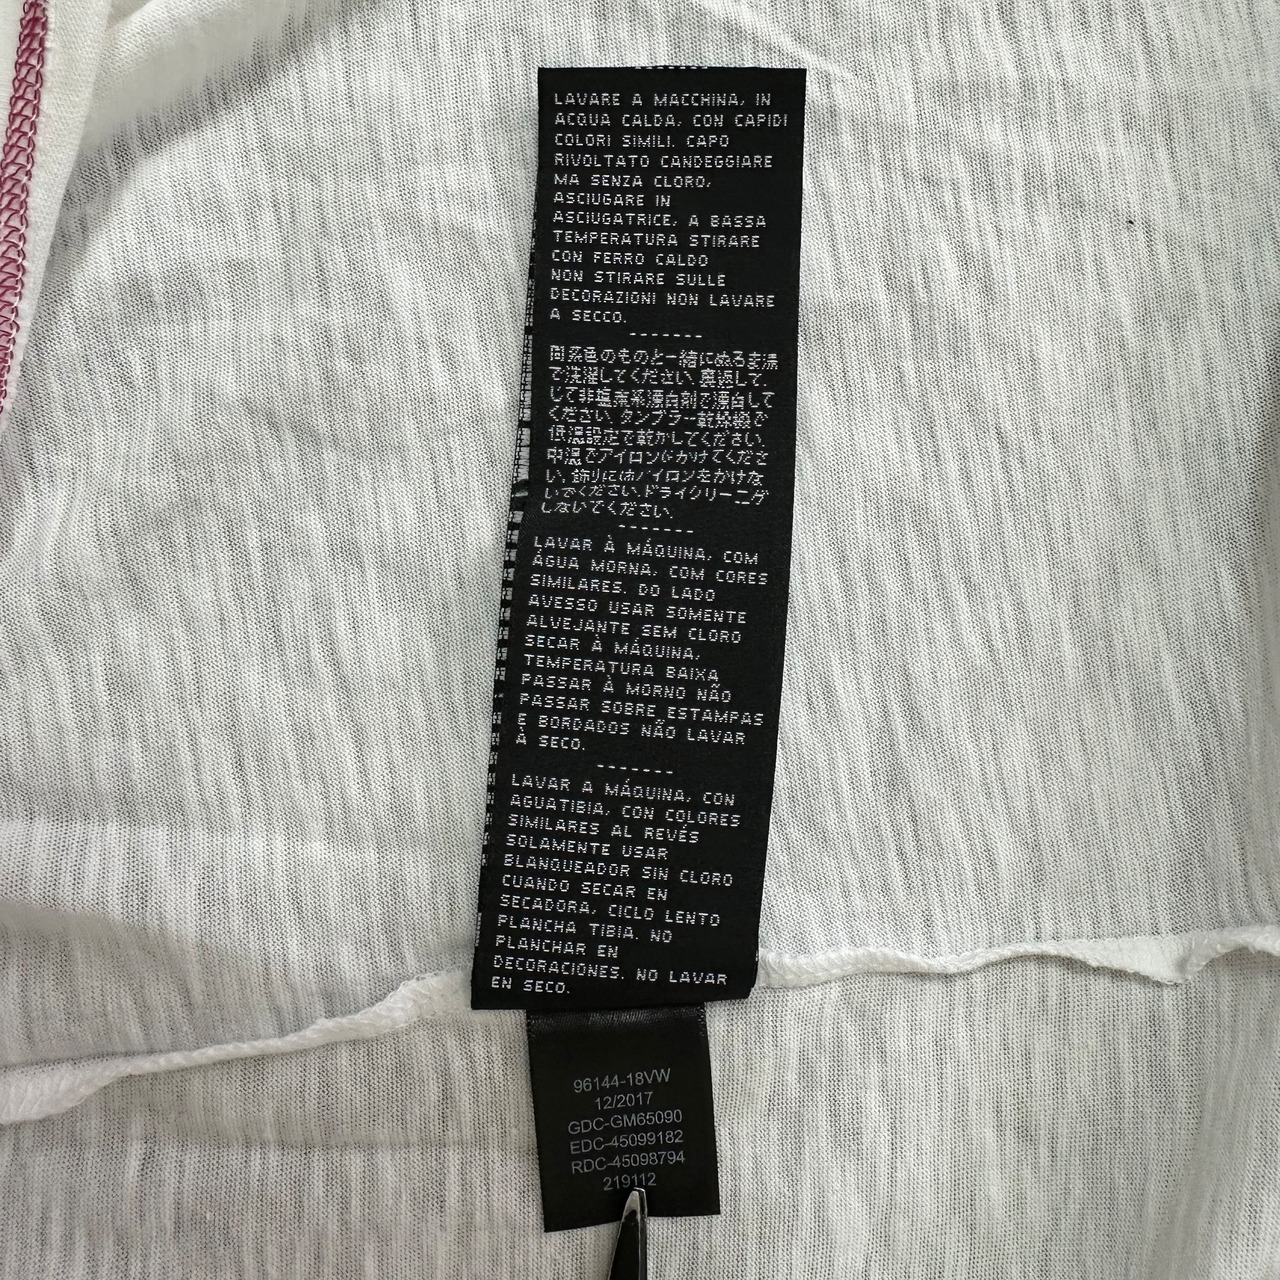 LAVARE A MACCHINA, IN
ACQUA CALDA, CON CAPIDI
COLORI SIMILI. CAPO
RIVOLTATO CANDEGGIARE
MA SENZA CLORO,
ASCIUGARE IN
ASCIUGATRICE, A BASSA
TEMPERATURA STIRARE
CON FERRO CALDO
NON STIRARE SULLE
DECORAZIONI NON LAVARE
A SECCO.
-------
同系色のものと一緒にぬるま湯
で洗濯してください. 裏返して.
じて非塩素系漂白剤で漂白して
ください. タンブラー乾燥機で
低温設定で乾かしてください.
中温でアイロンをかけてくださ
い. 飾りにはアイロンをかけな
いでください.ドライクリーニング
しないでください.
-------
LAVAR À MÁQUINA, COM
ÁGUA MORNA, COM CORES
SIMILARES. DO LADO
AVESSO USAR SOMENTE
ALVEJANTE SEM CLORO
SECAR À MÁQUINA,
TEMPERATURA BAIXA
PASSAR À MORNO NÃO
PASSAR SOBRE ESTAMPAS
E BORDADOS NÃO LAVAR
À SECO.
-------
LAVAR A MÁQUINA, CON
AGUATIBIA, CON COLORES
SIMILARES AL REVÉS
SOLAMENTE USAR
BLANQUEADOR SIN CLORO
CUANDO SECAR EN
SECADORA, CICLO LENTO
PLANCHA TIBIA. NO
PLANCHAR EN
DECORACIONES. NO LAVAR
EN SECO.
96144-18VW
12/2017
GDC-GM65090
EDC-45099182
RDC-45098794
219112